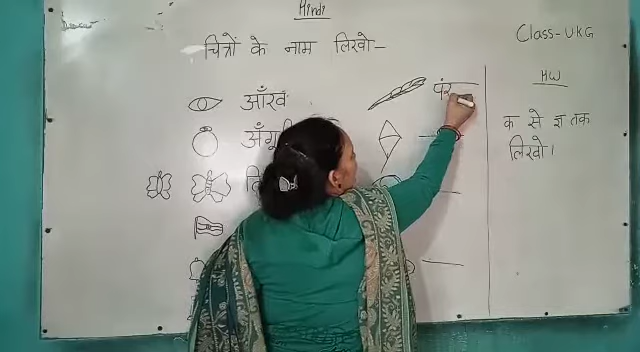 Hindi
Class-UKG
चित्रों के नाम लिखो-
आँख
HW
क से ज्ञ तक
लिखो।